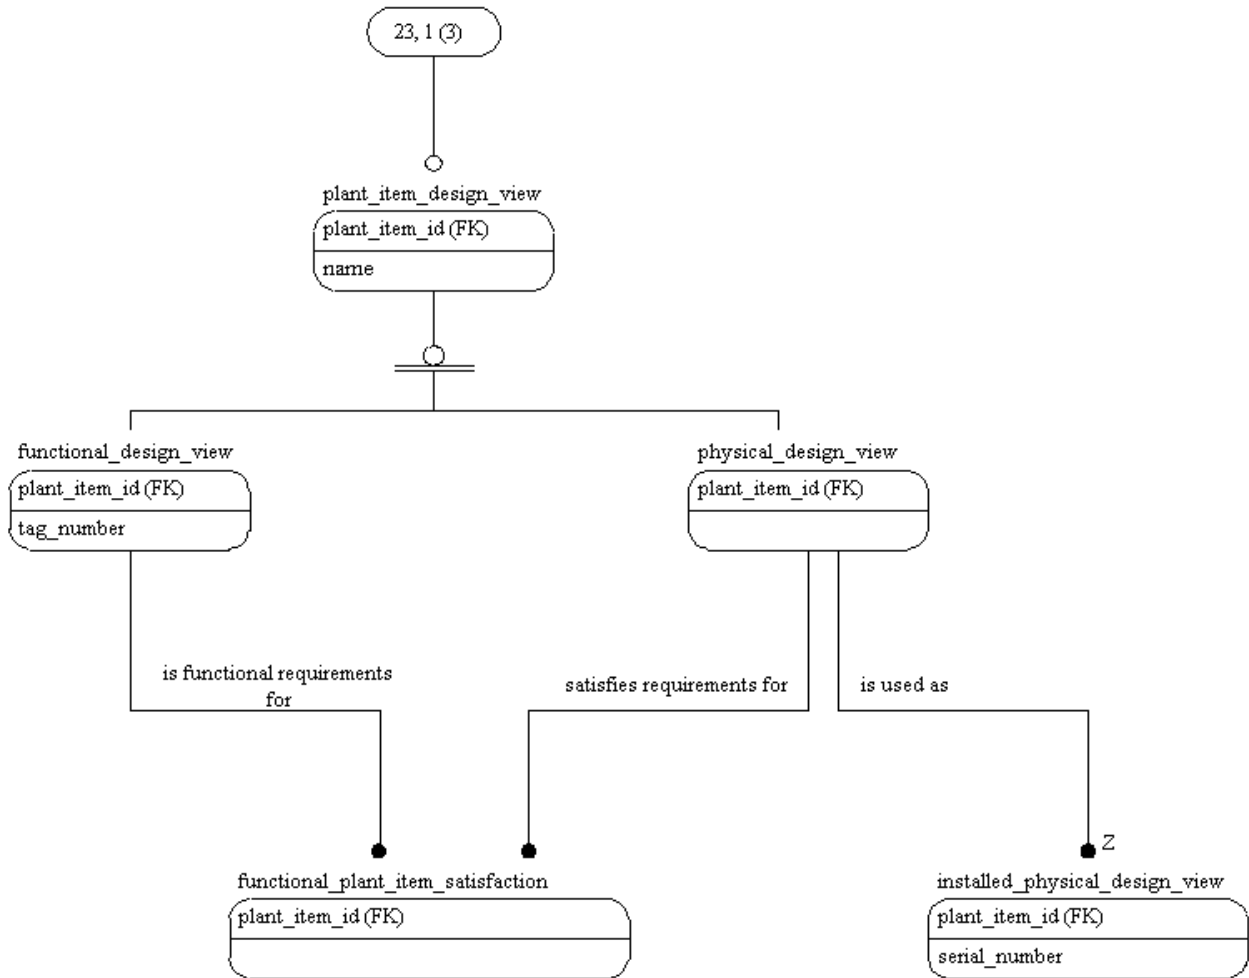 23, 1 (3)
plant_item_design_view
plant_item_id (FK)
name
functional_design_view
plant_item_id (FK)
tag_number
physical_design_view
plant_item_id (FK)
is functional requirements
for
satisfies requirements for
is used as
Z
functional_plant_item_satisfaction
plant_item_id (FK)
installed_physical_design_view
plant_item_id (FK)
serial_number